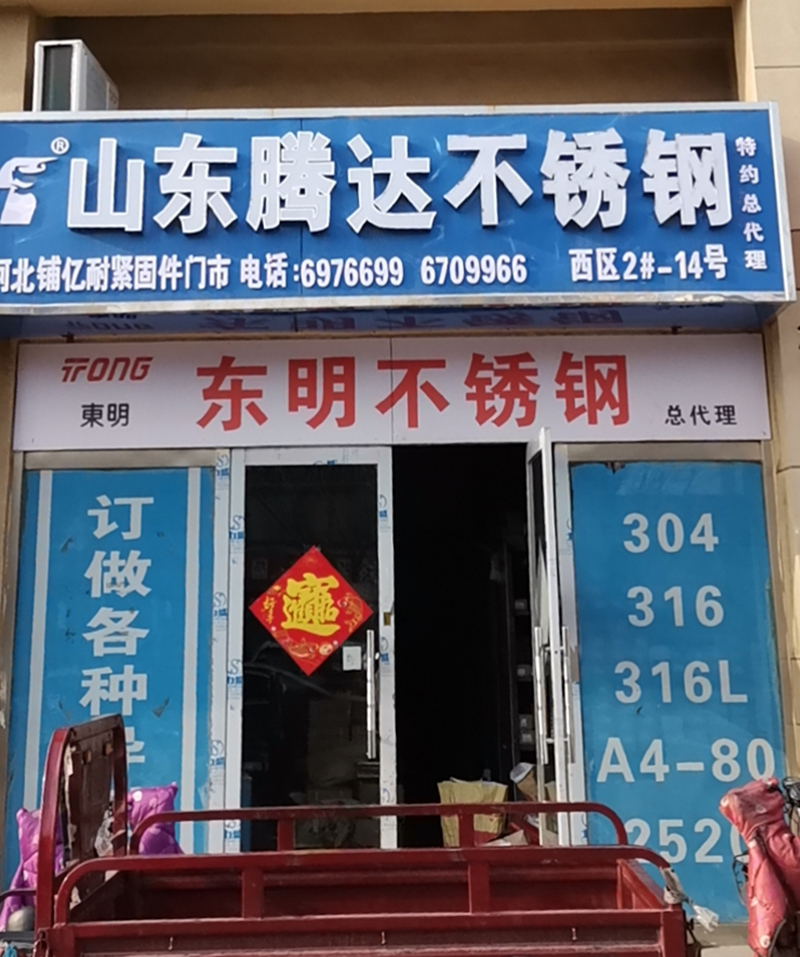 ®
山东腾达不锈钢
特约总代理
河北铺亿耐紧固件门市 电话:6976699 6709966 西区2#-14号
TONG
東明
东明不锈钢
总代理
订做各种
304
316
316L
A4-80
2520